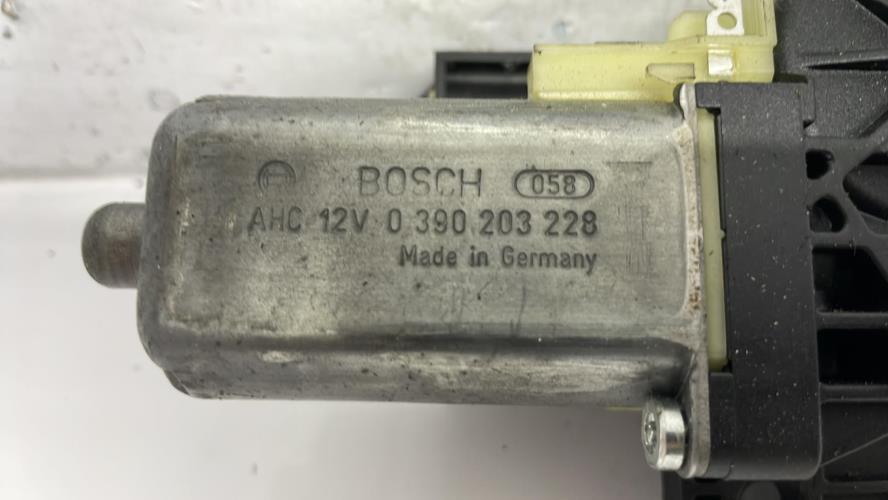 BOSCH 058
AHC 12V 0 390 203 228
Made in Germany